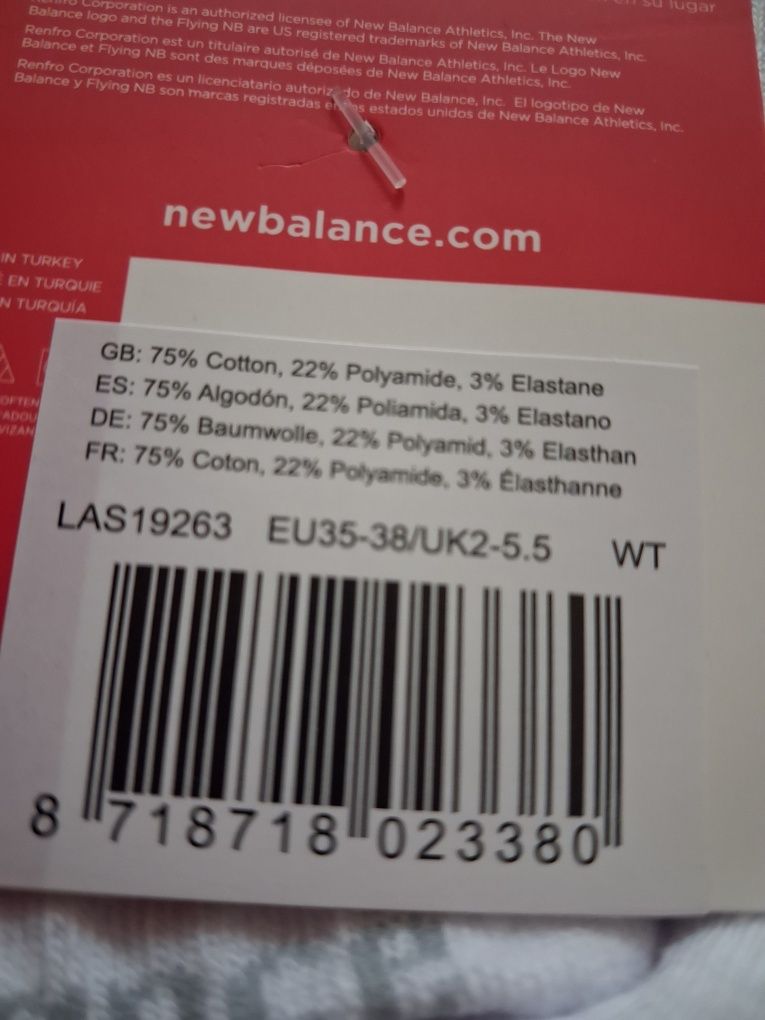 su lugar
Renfro Corporation is an authorized licensee of New Balance Athletics, Inc. The New
Balance logo and the Flying NB are US registered trademarks of New Balance Athletics, Inc.
Renfro Corporation est un titulaire autorisé de New Balance Athletics, Inc. Le Logo New
Balance et Flying NB sont des marques déposées de New Balance Athletics, Inc.
Renfro Corporation es un licenciatario autoriz do de New Balance, Inc. El logotipo de New
Balance y Flying NB son marcas registradas en los estados unidos de New Balance Athletics, Inc.
newbalance.com
IN TURKEY
EN TURQUIE
N TURQUÍA
OFTEN
GB: 75% Cotton, 22% Polyamide, 3% Elastane
ES: 75% Algodón, 22% Poliamida, 3% Elastano
DE: 75% Baumwolle, 22% Polyamid, 3% Elasthan
FR: 75% Coton, 22% Polyamide, 3% Élasthanne
LAS19263 EU35-38/UK2-5.5 WT
8 718718 023380